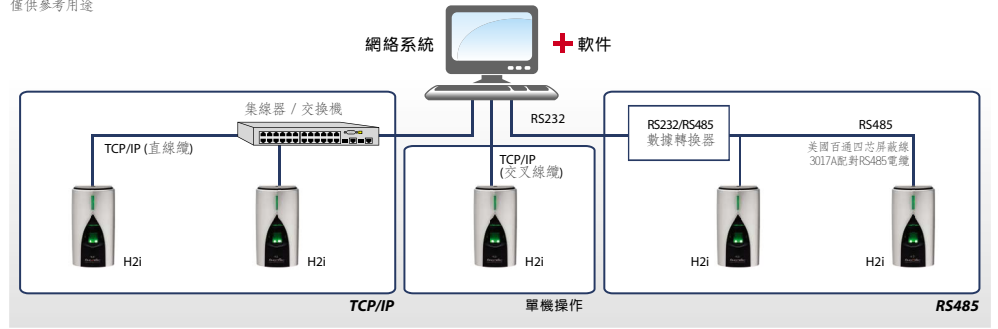 僅供參考用途
網絡系統
軟件
集線器 / 交換機
TCP/IP (直線纜)
H2i
H2i
TCP/IP
TCP/IP
(交叉線纜)
H2i
單機操作
RS232
RS232/RS485
數據轉換器
RS485
美國百通四芯屏蔽線
3017A配對RS485電纜
H2i
H2i
RS485